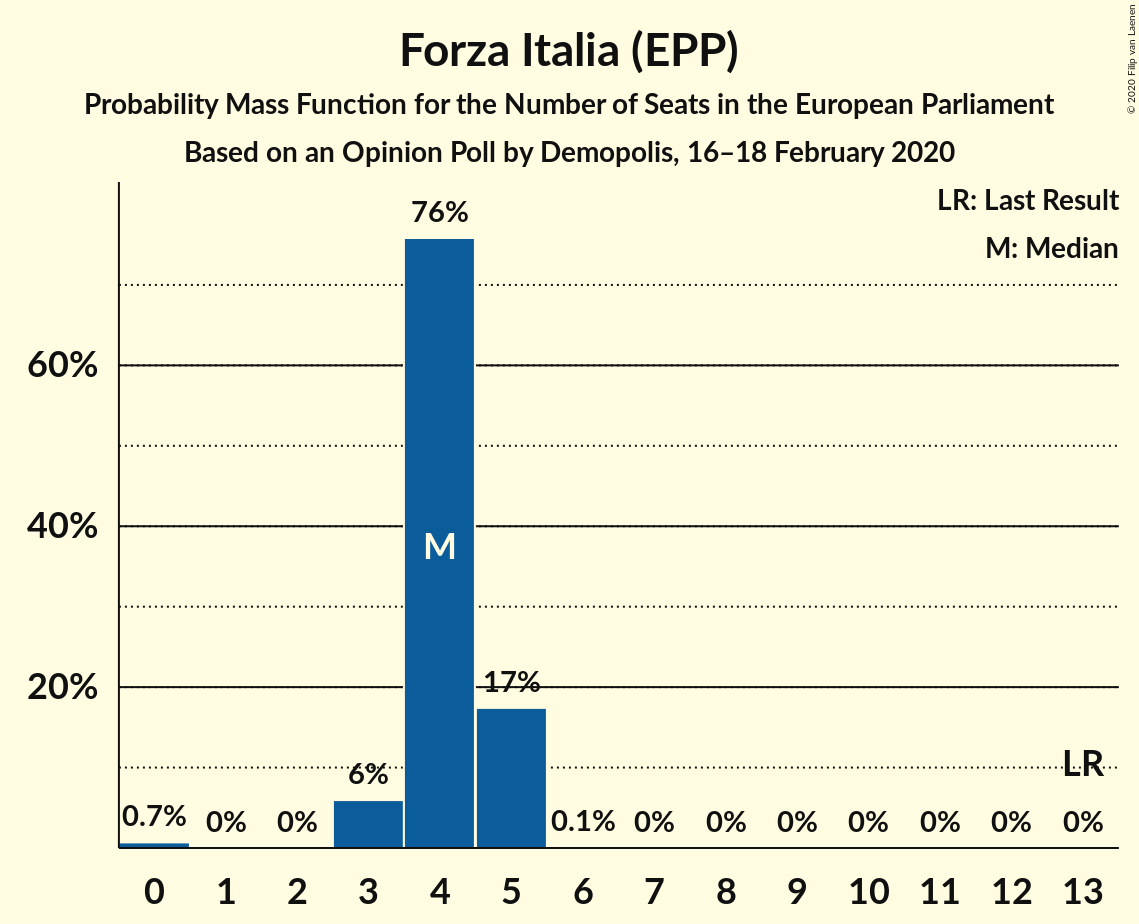 Forza Italia (EPP)
Probability Mass Function for the Number of Seats in the European Parliament
Based on an Opinion Poll by Demopolis, 16–18 February 2020
© 2020 Filip van Laenen
LR: Last Result
M: Median
76%
60%
40%
M
20%
17%
6%
LR
0.7% 0% 0% 0.1% 0% 0% 0% 0% 0% 0% 0%
0 1 2 3 4 5 6 7 8 9 10 11 12 13